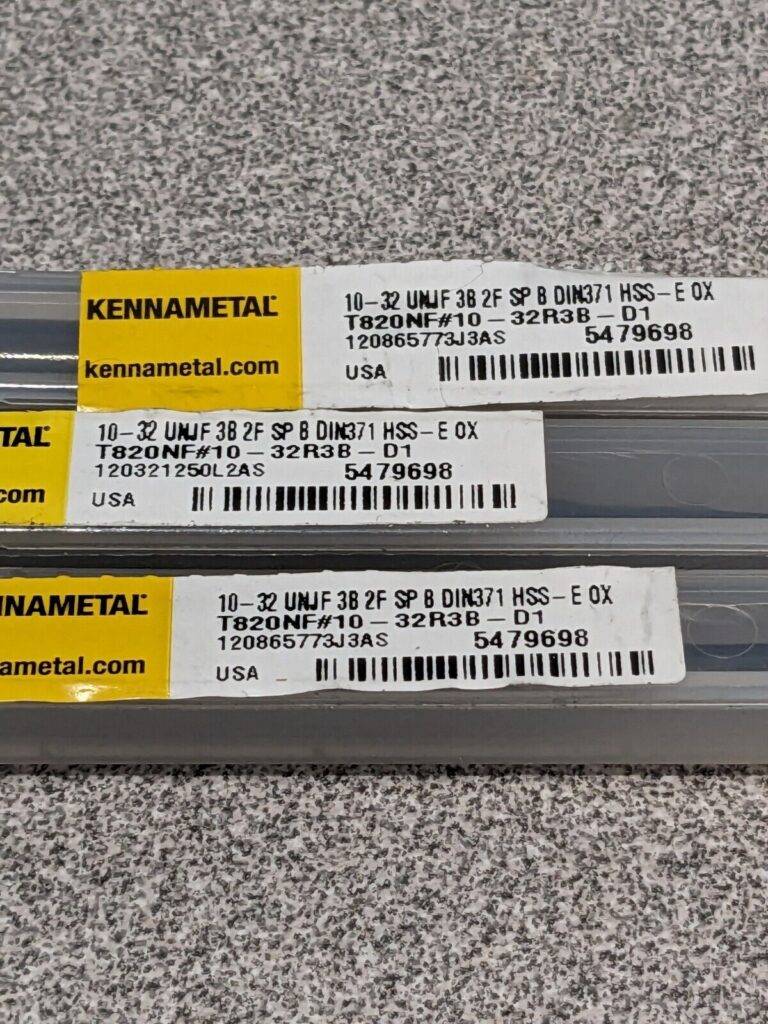 KENNAMETAL
kennametal.com
10-32 UNJF 3B 2F SP B DIN371 HSS-E OX
T820NF#10-32R3B-D1
120865773J3AS 5479698
USA
TAL
com
10-32 UNJF 3B 2F SP B DIN371 HSS-E OX
T820NF#10-32R3B-D1
120321250L2AS 5479698
USA
NNAMETAL
ametal.com
10-32 UNJF 3B 2F SP B DIN371 HSS-E OX
T820NF#10-32R3B-D1
120865773J3AS 5479698
USA